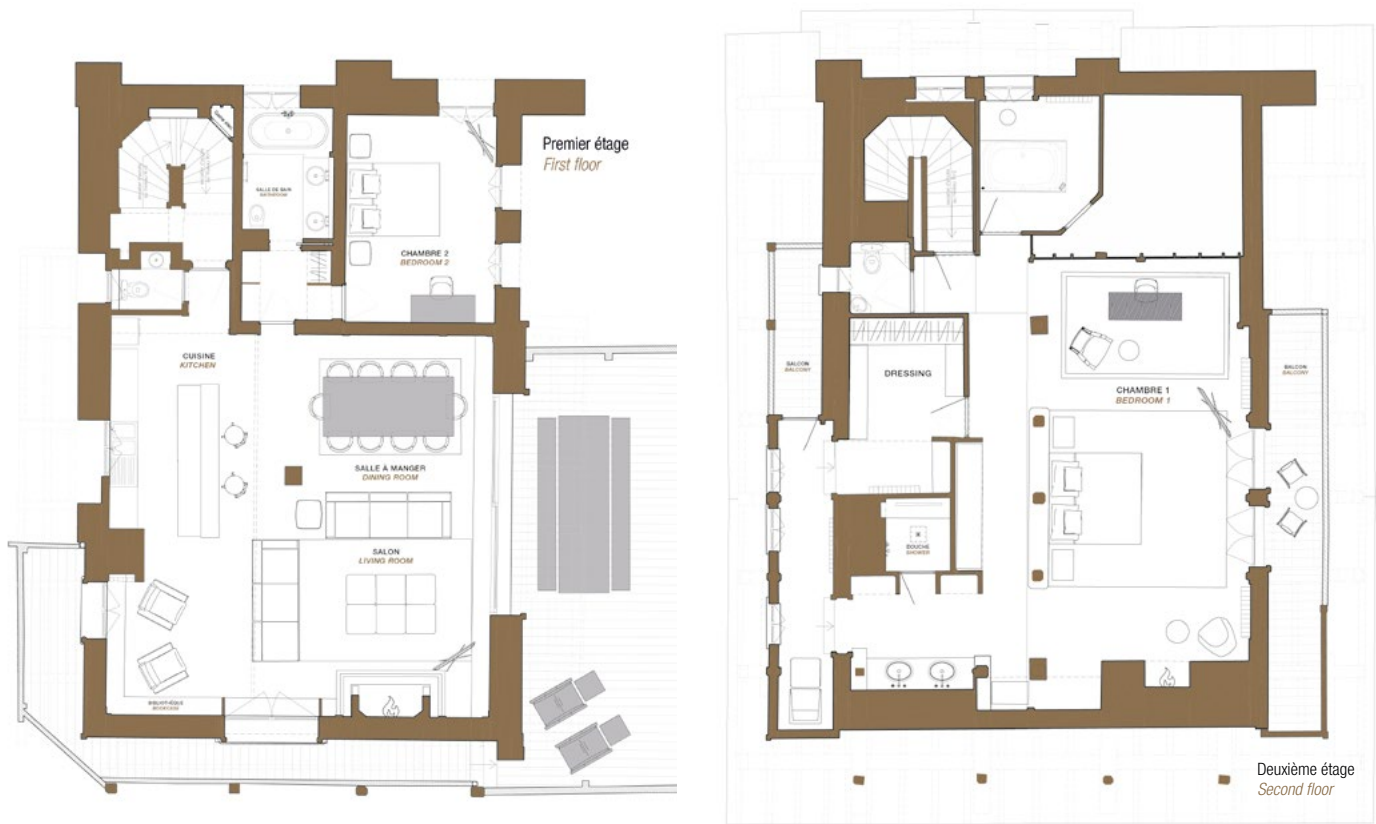 Premier étage
First floor
SALLE DE BAIN
BATHROOM
CHAMBRE 2
BEDROOM 2
CUISINE
KITCHEN
SALLE À MANGER
DINING ROOM
SALON
LIVING ROOM
BIBLIOTHÈQUE
BOOKCASE
BALCON
BALCONY
DRESSING
CHAMBRE 1
BEDROOM 1
BALCON
BALCONY
DOUCHE
SHOWER
Deuxième étage
Second floor